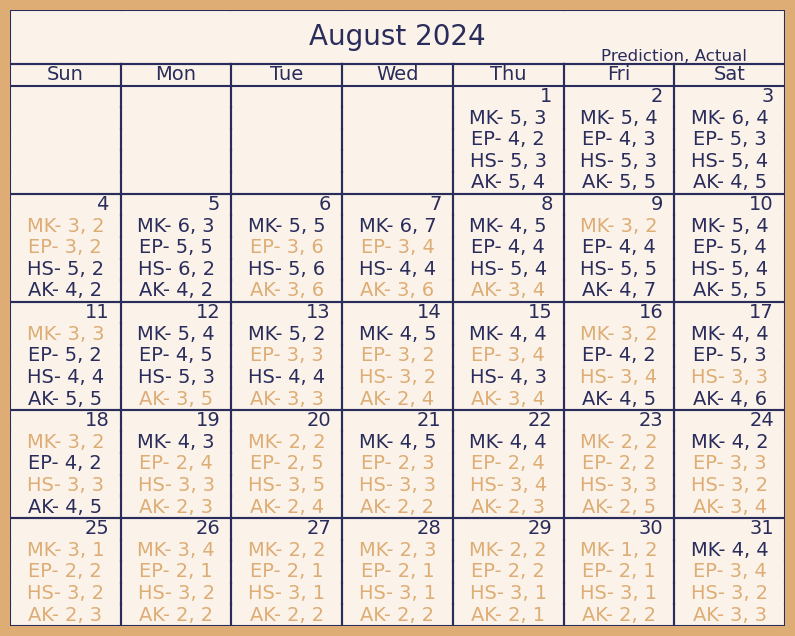 August 2024
Prediction, Actual
Sun Mon Tue Wed Thu Fri Sat
1 2 3
MK- 5, 3 MK- 5, 4 MK- 6, 4
EP- 4, 2 EP- 4, 3 EP- 5, 3
HS- 5, 3 HS- 5, 3 HS- 5, 4
AK- 5, 4 AK- 5, 5 AK- 4, 5
4 5 6 7 8 9 10
MK- 3, 2 MK- 6, 3 MK- 5, 5 MK- 6, 7 MK- 4, 5 MK- 3, 2 MK- 5, 4
EP- 3, 2 EP- 5, 5 EP- 3, 6 EP- 3, 4 EP- 4, 4 EP- 4, 4 EP- 5, 4
HS- 5, 2 HS- 6, 2 HS- 5, 6 HS- 4, 4 HS- 5, 4 HS- 5, 5 HS- 5, 4
AK- 4, 2 AK- 4, 2 AK- 3, 6 AK- 3, 6 AK- 3, 4 AK- 4, 7 AK- 5, 5
11 12 13 14 15 16 17
MK- 3, 3 MK- 5, 4 MK- 5, 2 MK- 4, 5 MK- 4, 4 MK- 3, 2 MK- 4, 4
EP- 5, 2 EP- 4, 5 EP- 3, 3 EP- 3, 2 EP- 3, 4 EP- 4, 2 EP- 5, 3
HS- 4, 4 HS- 5, 3 HS- 4, 4 HS- 3, 2 HS- 4, 3 HS- 3, 4 HS- 3, 3
AK- 5, 5 AK- 3, 5 AK- 3, 3 AK- 2, 4 AK- 3, 4 AK- 4, 5 AK- 4, 6
18 19 20 21 22 23 24
MK- 3, 2 MK- 4, 3 MK- 2, 2 MK- 4, 5 MK- 4, 4 MK- 2, 2 MK- 4, 2
EP- 4, 2 EP- 2, 4 EP- 2, 5 EP- 2, 3 EP- 2, 4 EP- 2, 2 EP- 3, 3
HS- 3, 3 HS- 3, 3 HS- 3, 5 HS- 3, 3 HS- 3, 4 HS- 3, 3 HS- 3, 2
AK- 4, 5 AK- 2, 3 AK- 2, 4 AK- 2, 2 AK- 2, 3 AK- 2, 5 AK- 3, 4
25 26 27 28 29 30 31
MK- 3, 1 MK- 3, 4 MK- 2, 2 MK- 2, 3 MK- 2, 2 MK- 1, 2 MK- 4, 4
EP- 2, 2 EP- 2, 1 EP- 2, 1 EP- 2, 1 EP- 2, 2 EP- 2, 1 EP- 3, 4
HS- 3, 2 HS- 3, 2 HS- 3, 1 HS- 3, 1 HS- 3, 1 HS- 3, 1 HS- 3, 2
AK- 2, 3 AK- 2, 2 AK- 2, 2 AK- 2, 2 AK- 2, 1 AK- 2, 2 AK- 3, 3